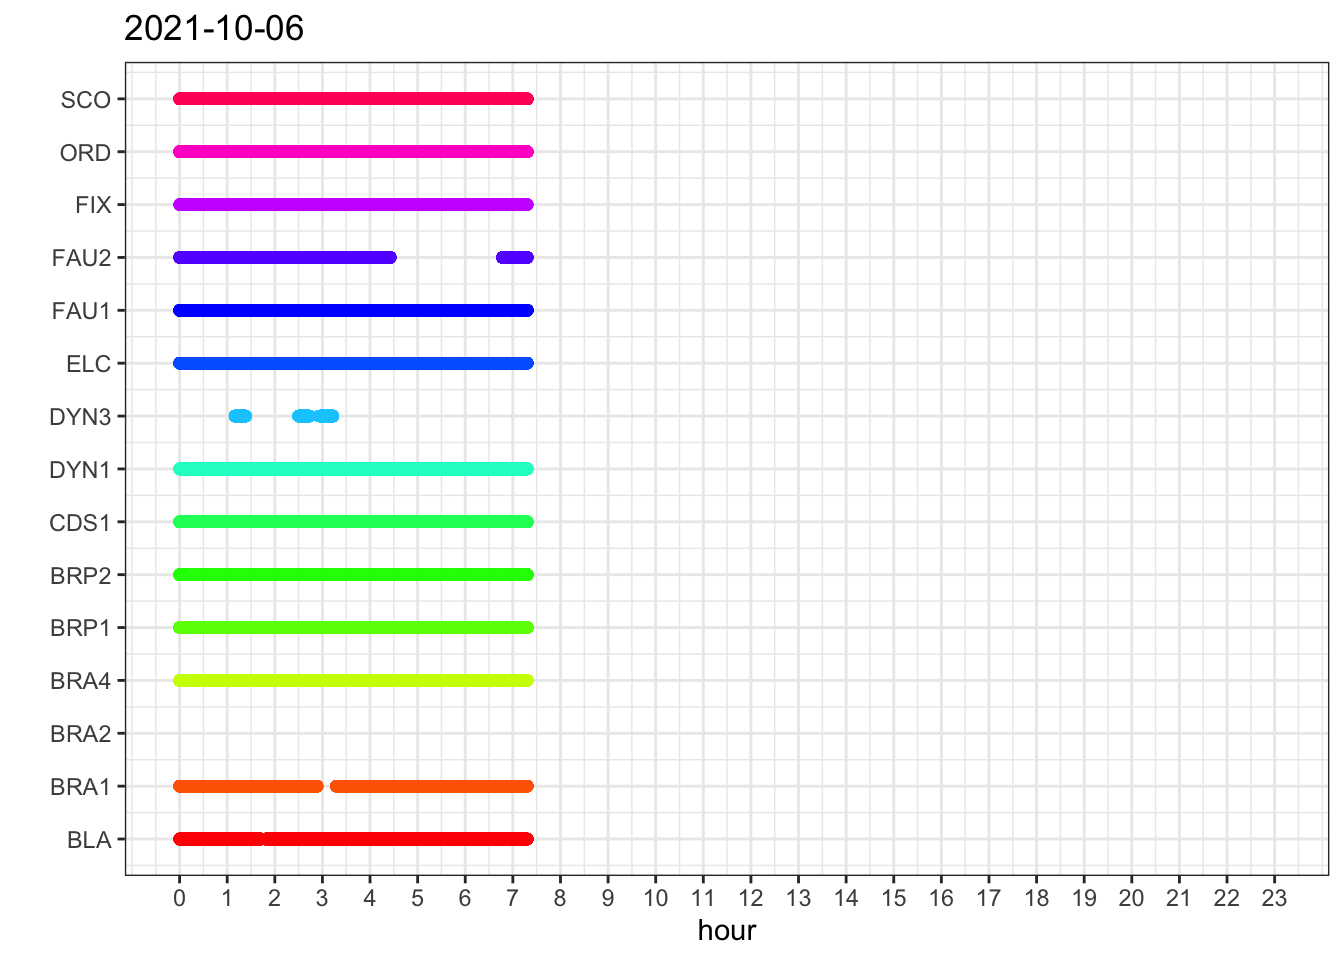 2021-10-06
SCO
ORD
FIX
FAU2
FAU1
ELC
DYN3
DYN1
CDS1
BRP2
BRP1
BRA4
BRA2
BRA1
BLA
0 1 2 3 4 5 6 7 8 9 10 11 12 13 14 15 16 17 18 19 20 21 22 23
hour